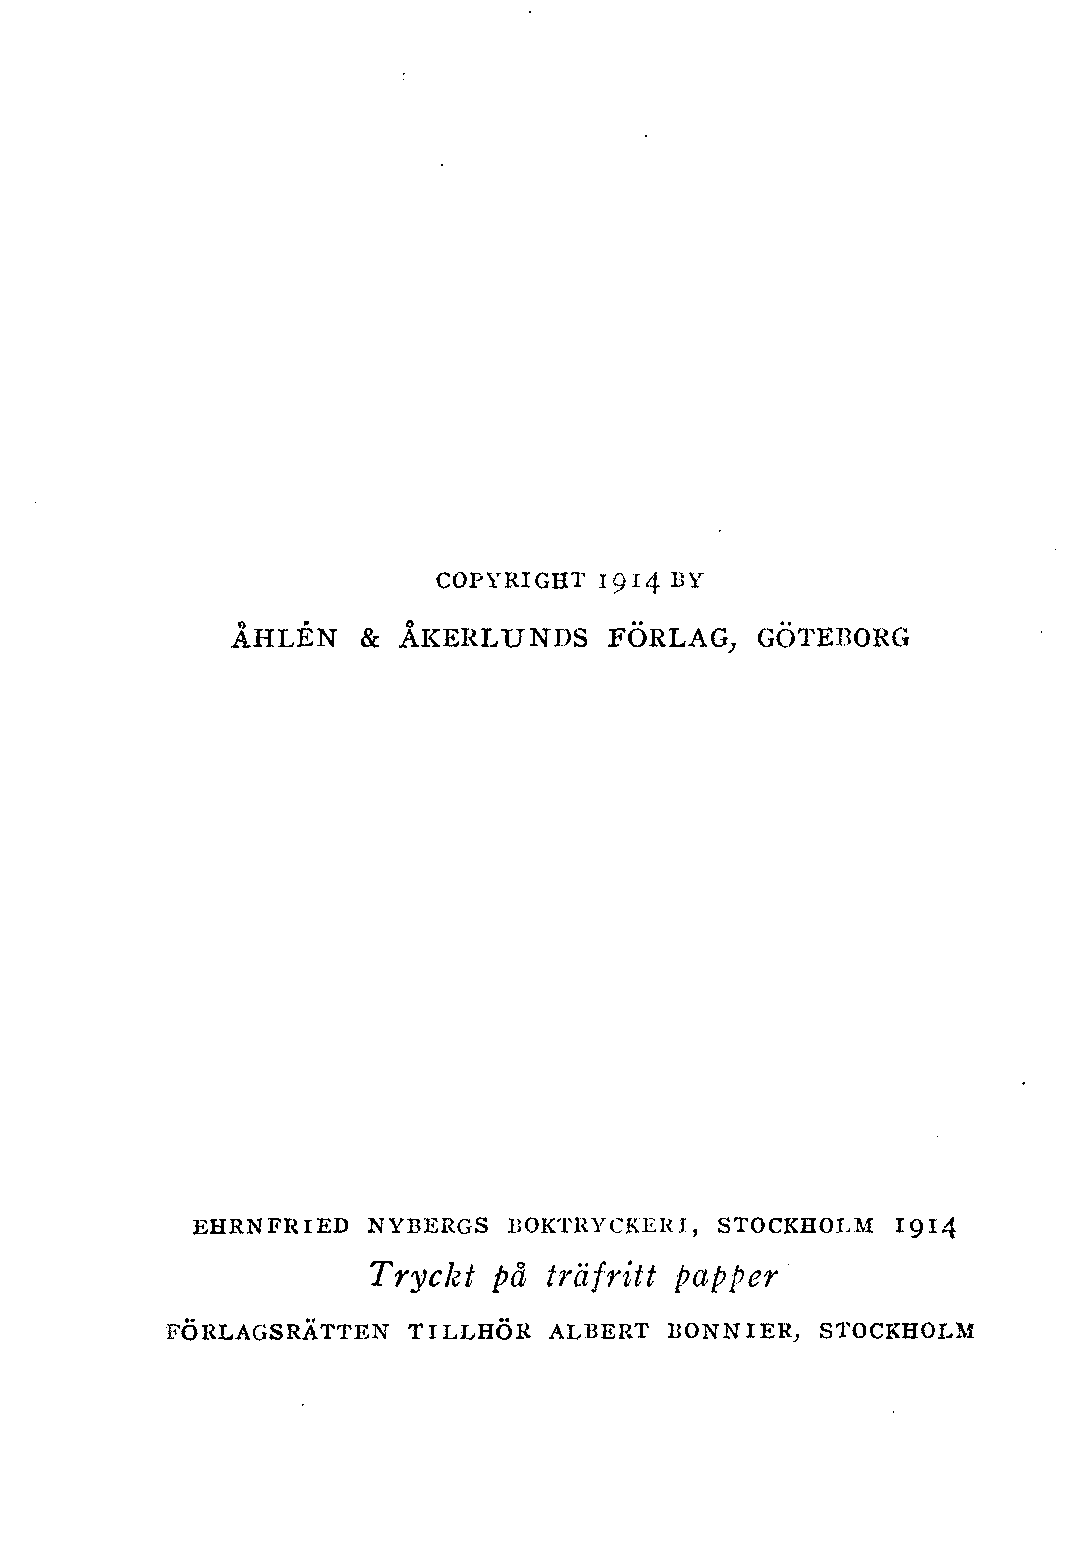 COPYRIGHT 1914 BY
ÅHLÉN & ÅKERLUNDS FÖRLAG, GÖTEBORG
EHRNFRIED NYBERGS BOKTRYCKERI, STOCKHOLM 1914
Tryckt på träfritt papper
FÖRLAGSRÄTTEN TILLHÖR ALBERT BONNIER, STOCKHOLM